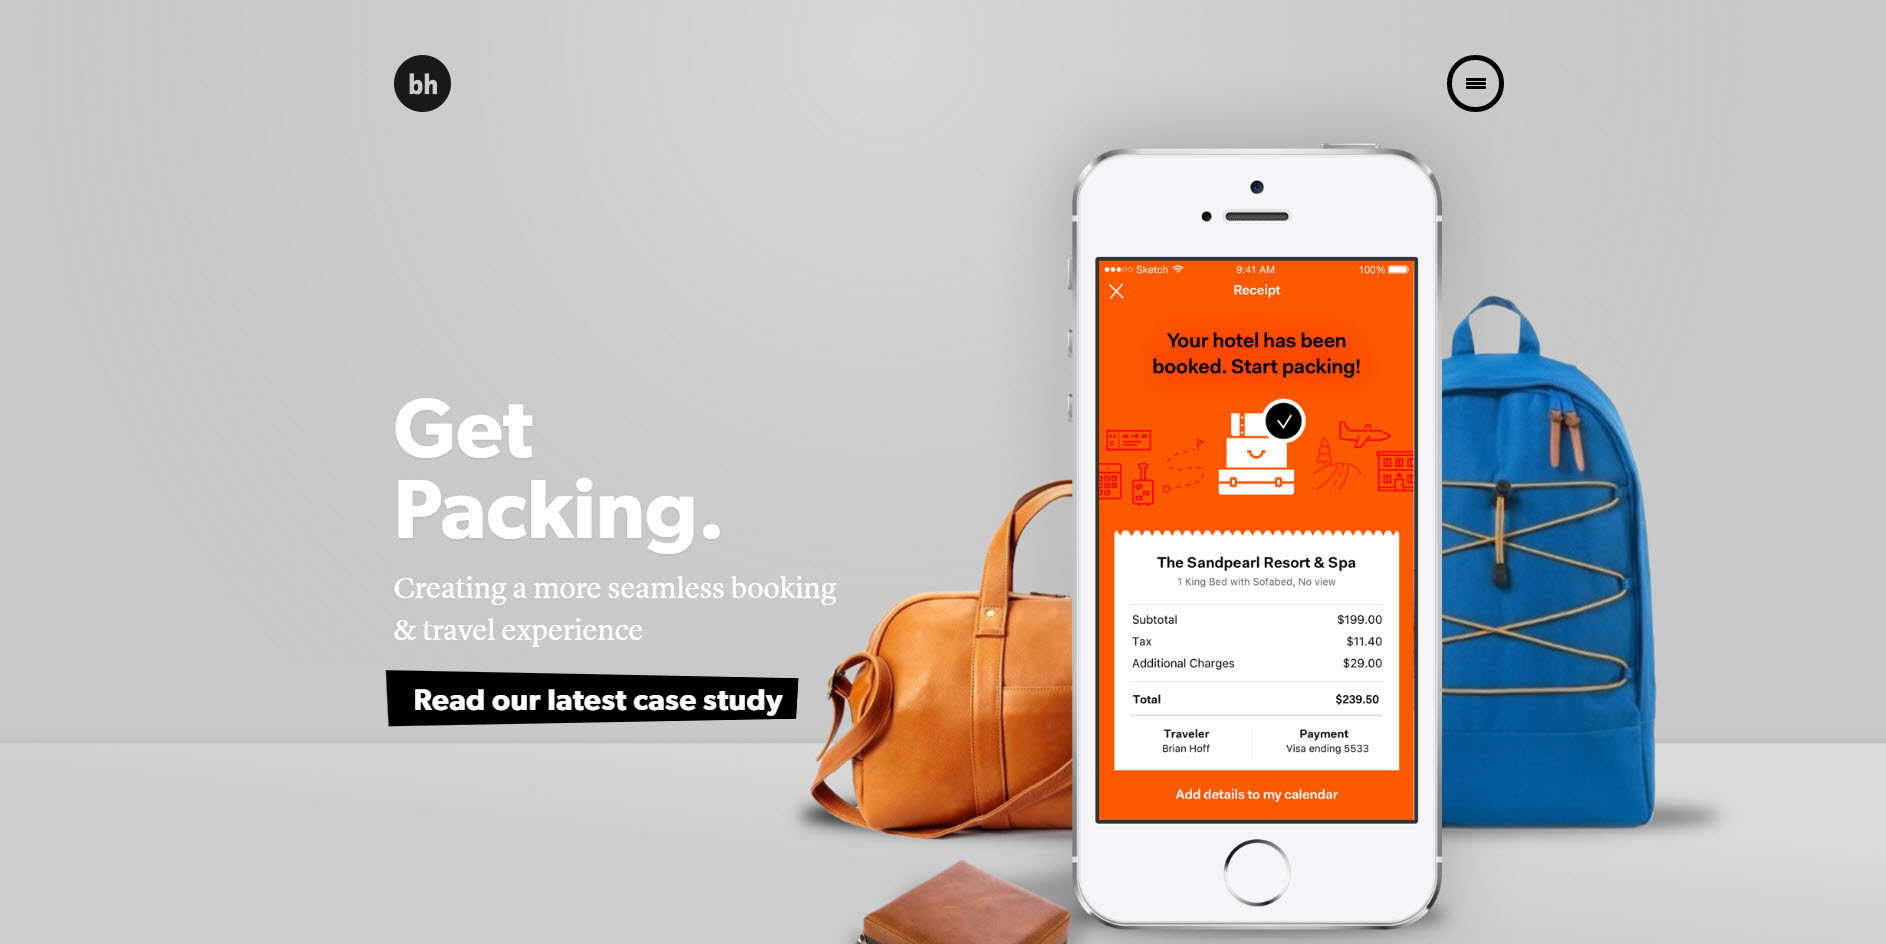 bh
Get
Packing.
Creating a more seamless booking
& travel experience
Read our latest case study
Sketch 9:41 AM 100%
Receipt
Your hotel has been
booked. Start packing!
The Sandpearl Resort & Spa
1 King Bed with Sofabed, No view
Subtotal $199.00
Tax $11.40
Additional Charges $29.00
Total $239.50
Traveler Payment
Brian Hoff Visa ending 5533
Add details to my calendar